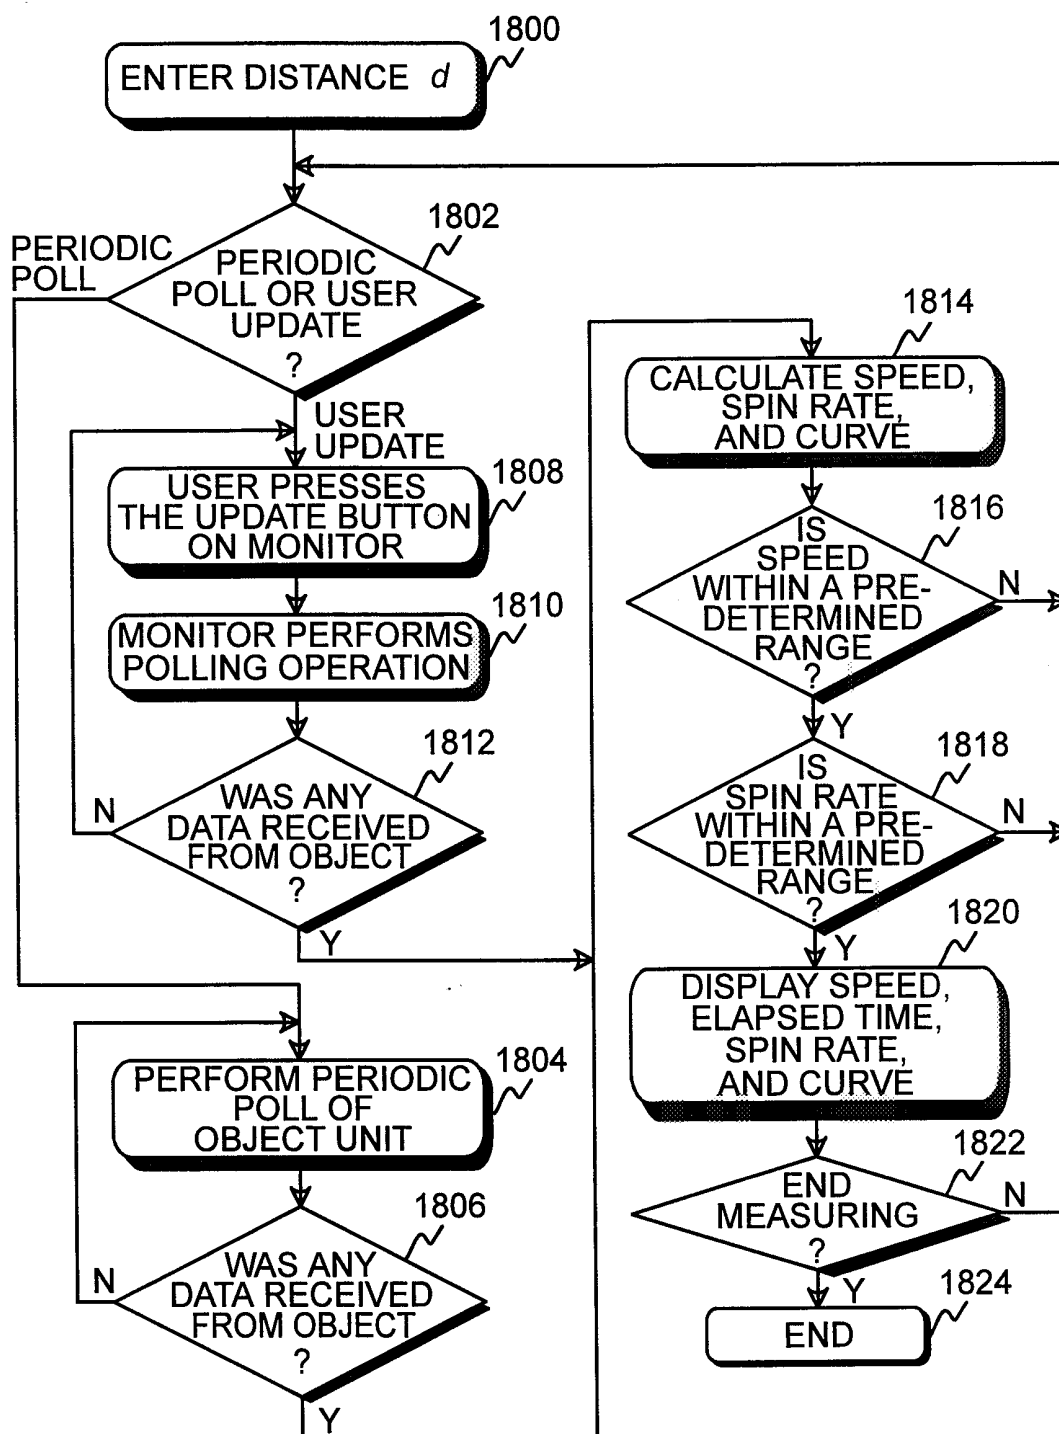 1800
ENTER DISTANCE d
1802
PERIODIC
POLL
PERIODIC
POLL OR USER
UPDATE
?
USER
UPDATE
1808
USER PRESSES
THE UPDATE BUTTON
ON MONITOR
1810
MONITOR PERFORMS
POLLING OPERATION
1812
WAS ANY
DATA RECEIVED
FROM OBJECT
?
N
Y
1804
PERFORM PERIODIC
POLL OF
OBJECT UNIT
1806
WAS ANY
DATA RECEIVED
FROM OBJECT
?
N
Y
1814
CALCULATE SPEED,
SPIN RATE,
AND CURVE
1816
IS
SPEED
WITHIN A PRE-
DETERMINED
RANGE
?
N
Y
1818
IS
SPIN RATE
WITHIN A PRE-
DETERMINED
RANGE
?
N
Y
1820
DISPLAY SPEED,
ELAPSED TIME,
SPIN RATE,
AND CURVE
1822
END
MEASURING
?
N
Y
1824
END